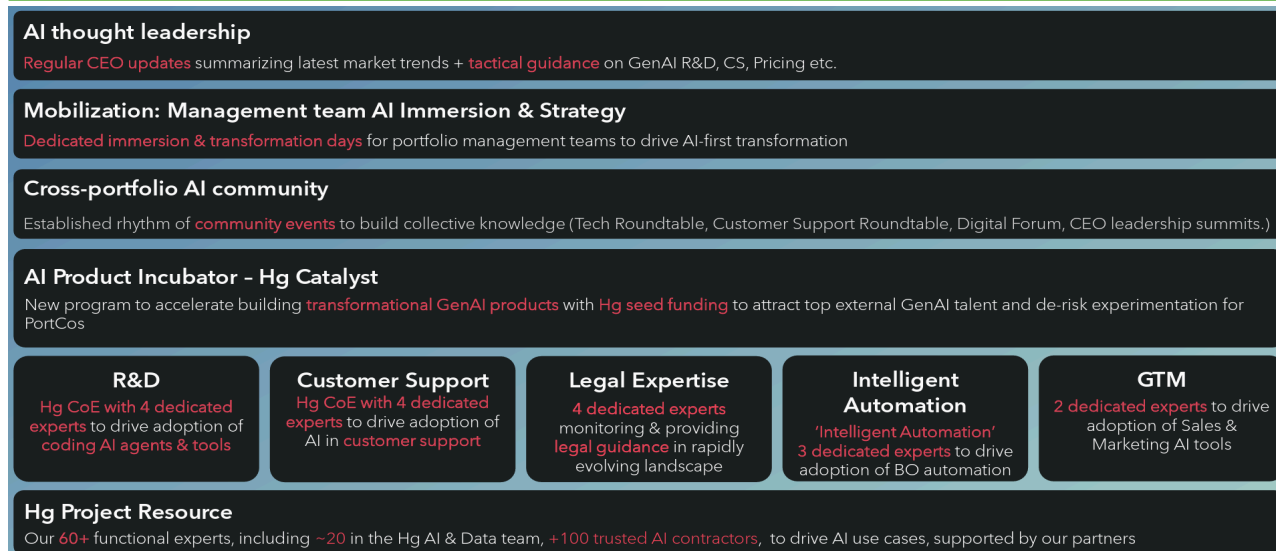 AI thought leadership
Regular CEO updates summarizing latest market trends + tactical guidance on GenAI R&D, CS, Pricing etc.
Mobilization: Management team AI Immersion & Strategy
Dedicated immersion & transformation days for portfolio management teams to drive AI-first transformation
Cross-portfolio AI community
Established rhythm of community events to build collective knowledge (Tech Roundtable, Customer Support Roundtable, Digital Forum, CEO leadership summits.)
AI Product Incubator – Hg Catalyst
New program to accelerate building transformational GenAI products with Hg seed funding to attract top external GenAI talent and de-risk experimentation for
PortCos
R&D
Hg CoE with 4 dedicated
experts to drive adoption of
coding AI agents & tools
Customer Support
Hg CoE with 4 dedicated
experts to drive adoption of
AI in customer support
Legal Expertise
4 dedicated experts
monitoring & providing
legal guidance in rapidly
evolving landscape
Intelligent
Automation
'Intelligent Automation'
3 dedicated experts to drive
adoption of BO automation
GTM
2 dedicated experts to drive
adoption of Sales &
Marketing AI tools
Hg Project Resource
Our 60+ functional experts, including ~20 in the Hg AI & Data team, +100 trusted AI contractors, to drive AI use cases, supported by our partners